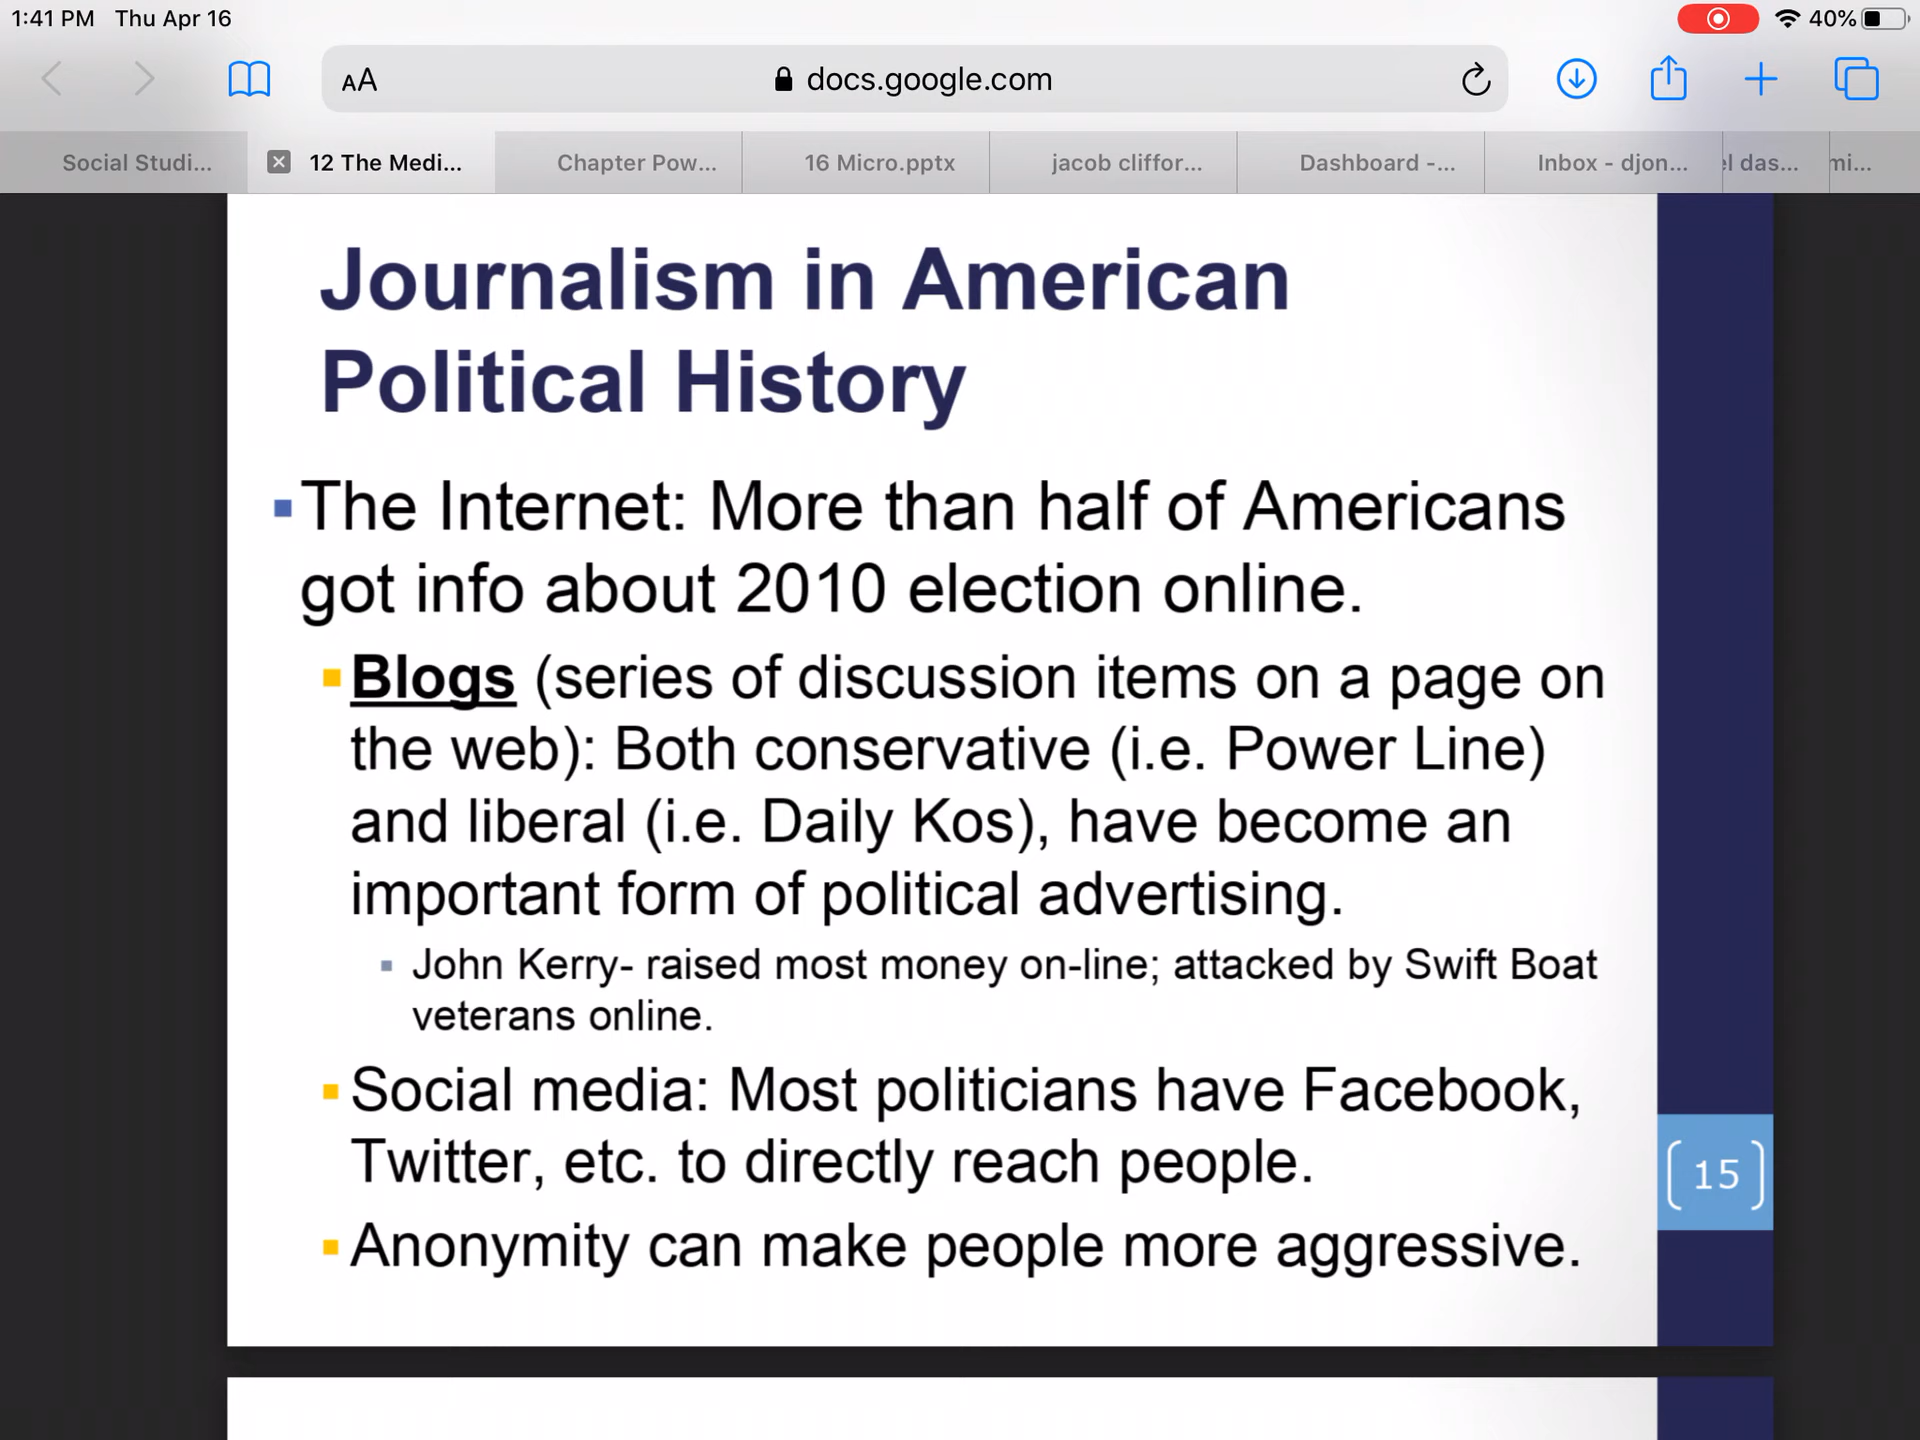 1:41 PM Thu Apr 16
40%
AA docs.google.com
Social Studi... 12 The Medi... Chapter Pow... 16 Micro.pptx jacob cliffor... Dashboard -... Inbox - djon... el das... mi...
Journalism in American
Political History
The Internet: More than half of Americans
got info about 2010 election online.
Blogs (series of discussion items on a page on
the web): Both conservative (i.e. Power Line)
and liberal (i.e. Daily Kos), have become an
important form of political advertising.
John Kerry- raised most money on-line; attacked by Swift Boat
veterans online.
Social media: Most politicians have Facebook,
Twitter, etc. to directly reach people.
15
Anonymity can make people more aggressive.